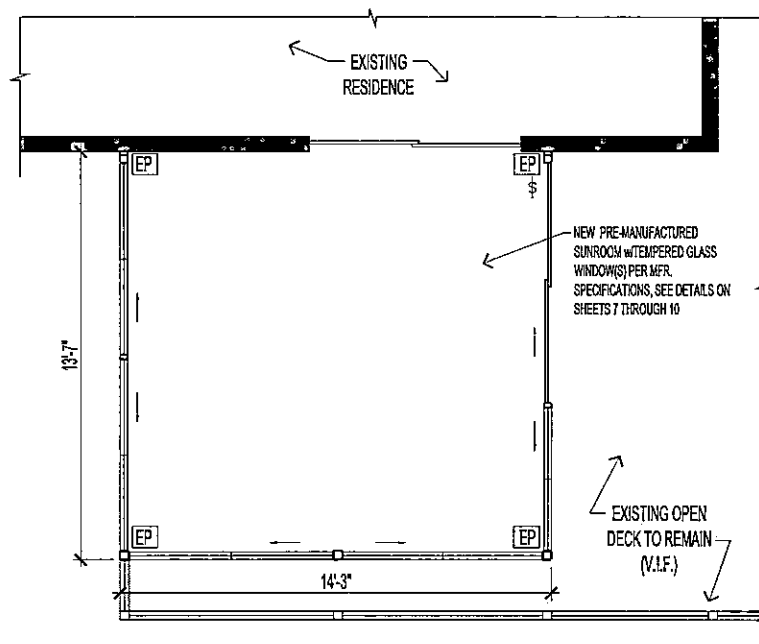 EXISTING
RESIDENCE
EP
EP
$
NEW PRE-MANUFACTURED
SUNROOM w/TEMPERED GLASS
WINDOW(S) PER MFR.
SPECIFICATIONS, SEE DETAILS ON
SHEETS 7 THROUGH 10
13'-7"
EP
EP
EXISTING OPEN
DECK TO REMAIN
(V.I.F.)
14'-3"